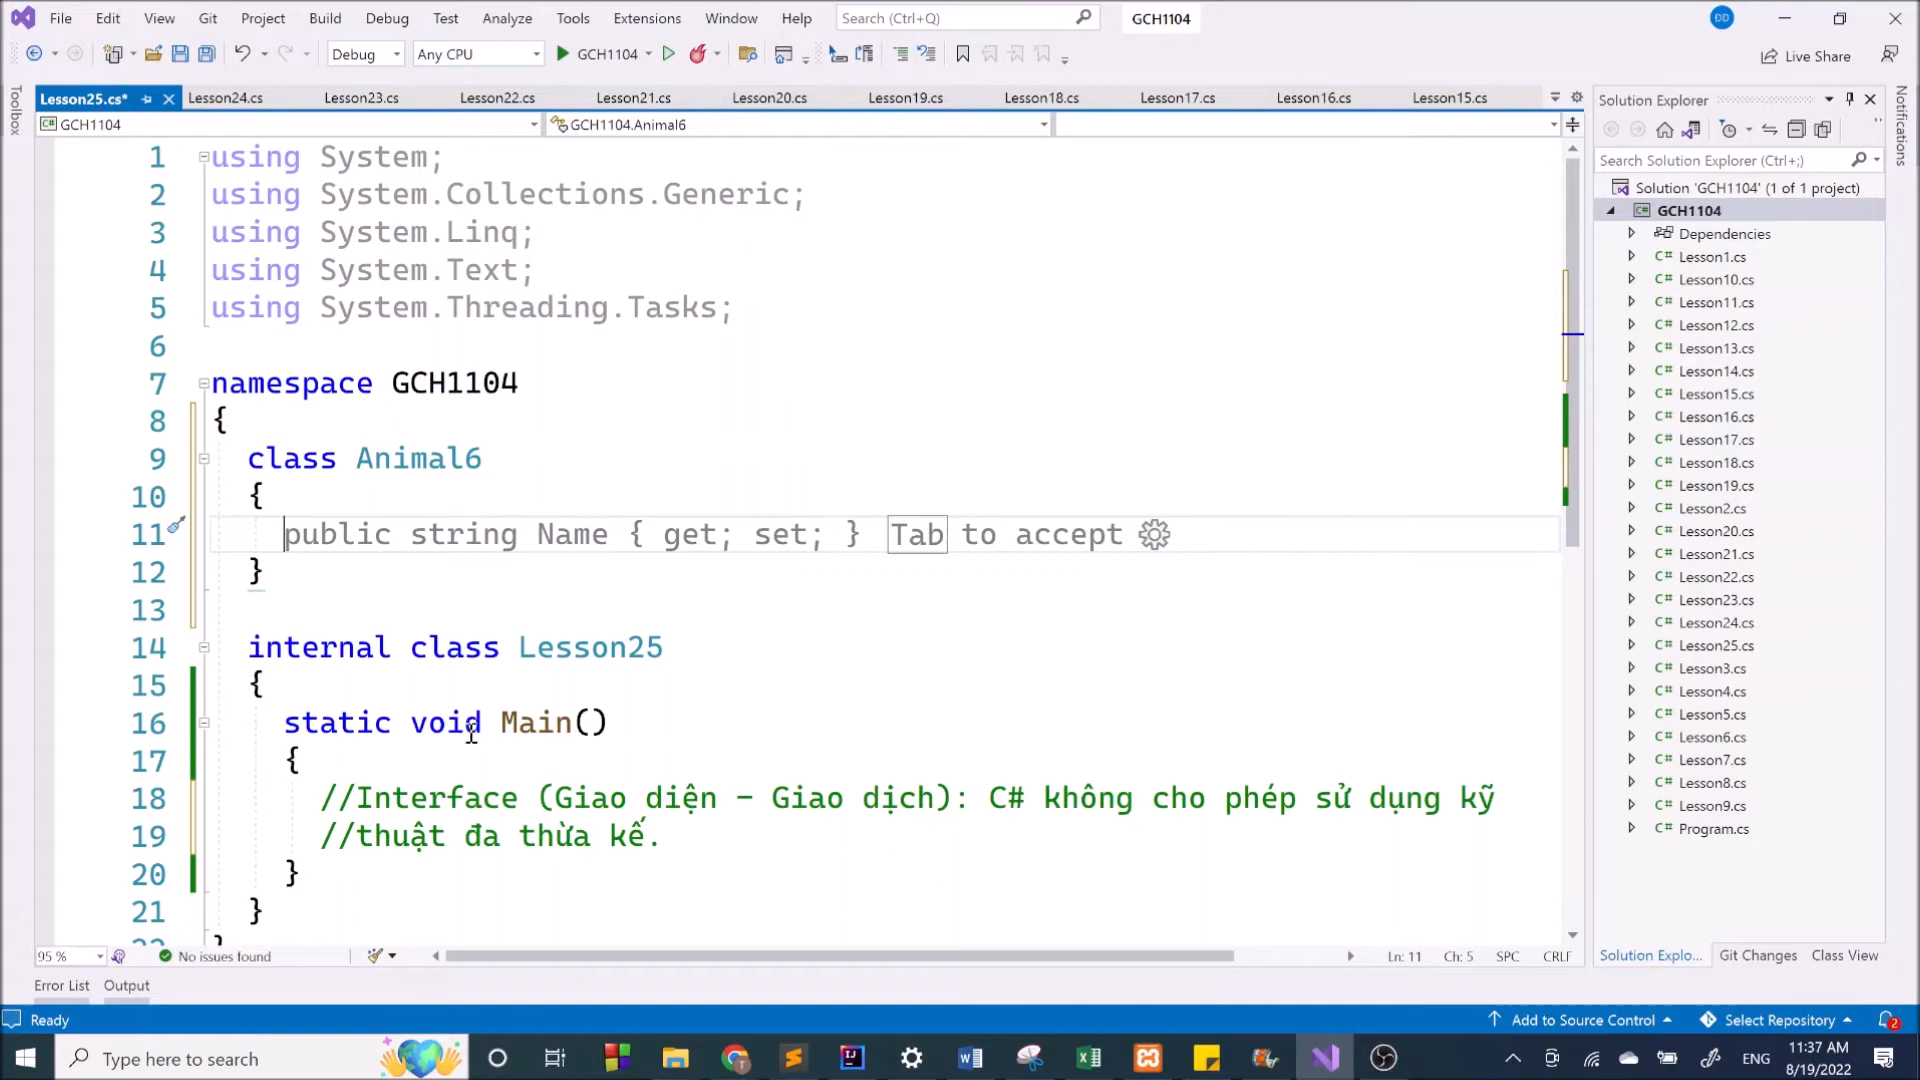 File Edit View Git Project Build Debug Test Analyze Tools Extensions Window Help Search (Ctrl+Q) GCH1104 DD
Debug Any CPU GCH1104 Live Share
Toolbox
Lesson25.cs* Lesson24.cs Lesson23.cs Lesson22.cs Lesson21.cs Lesson20.cs Lesson19.cs Lesson18.cs Lesson17.cs Lesson16.cs Lesson15.cs
GCH1104 GCH1104.Animal6
1 using System;
2 using System.Collections.Generic;
3 using System.Linq;
4 using System.Text;
5 using System.Threading.Tasks;
6
7 namespace GCH1104
8 {
9 class Animal6
10 {
11 public string Name { get; set; } Tab to accept
12 }
13
14 internal class Lesson25
15 {
16 static void Main()
17 {
18 //Interface (Giao diện - Giao dịch): C# không cho phép sử dụng kỹ
19 //thuật đa thừa kế.
20 }
21 }
22 }
95 % No issues found Ln: 11 Ch: 5 SPC CRLF
Error List Output
Solution Explorer
Search Solution Explorer (Ctrl+;)
Solution 'GCH1104' (1 of 1 project)
C# GCH1104
Dependencies
C# Lesson1.cs
C# Lesson10.cs
C# Lesson11.cs
C# Lesson12.cs
C# Lesson13.cs
C# Lesson14.cs
C# Lesson15.cs
C# Lesson16.cs
C# Lesson17.cs
C# Lesson18.cs
C# Lesson19.cs
C# Lesson2.cs
C# Lesson20.cs
C# Lesson21.cs
C# Lesson22.cs
C# Lesson23.cs
C# Lesson24.cs
C# Lesson25.cs
C# Lesson3.cs
C# Lesson4.cs
C# Lesson5.cs
C# Lesson6.cs
C# Lesson7.cs
C# Lesson8.cs
C# Lesson9.cs
C# Program.cs
Solution Explo... Git Changes Class View
Notifications
Ready Add to Source Control Select Repository 2
Type here to search ENG 11:37 AM
8/19/2022